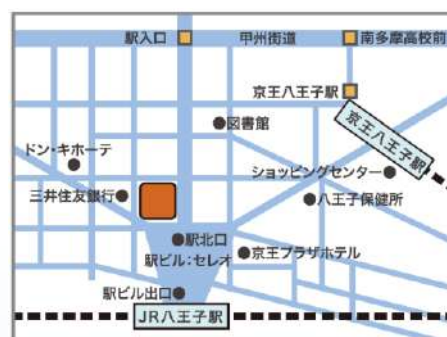 駅入口
甲州街道
南多摩高校前
京王八王子駅
京王八王子駅
図書館
ドン・キホーテ
ショッピングセンター
三井住友銀行
八王子保健所
駅北口
駅ビル:セレオ
京王プラザホテル
駅ビル出口
JR八王子駅